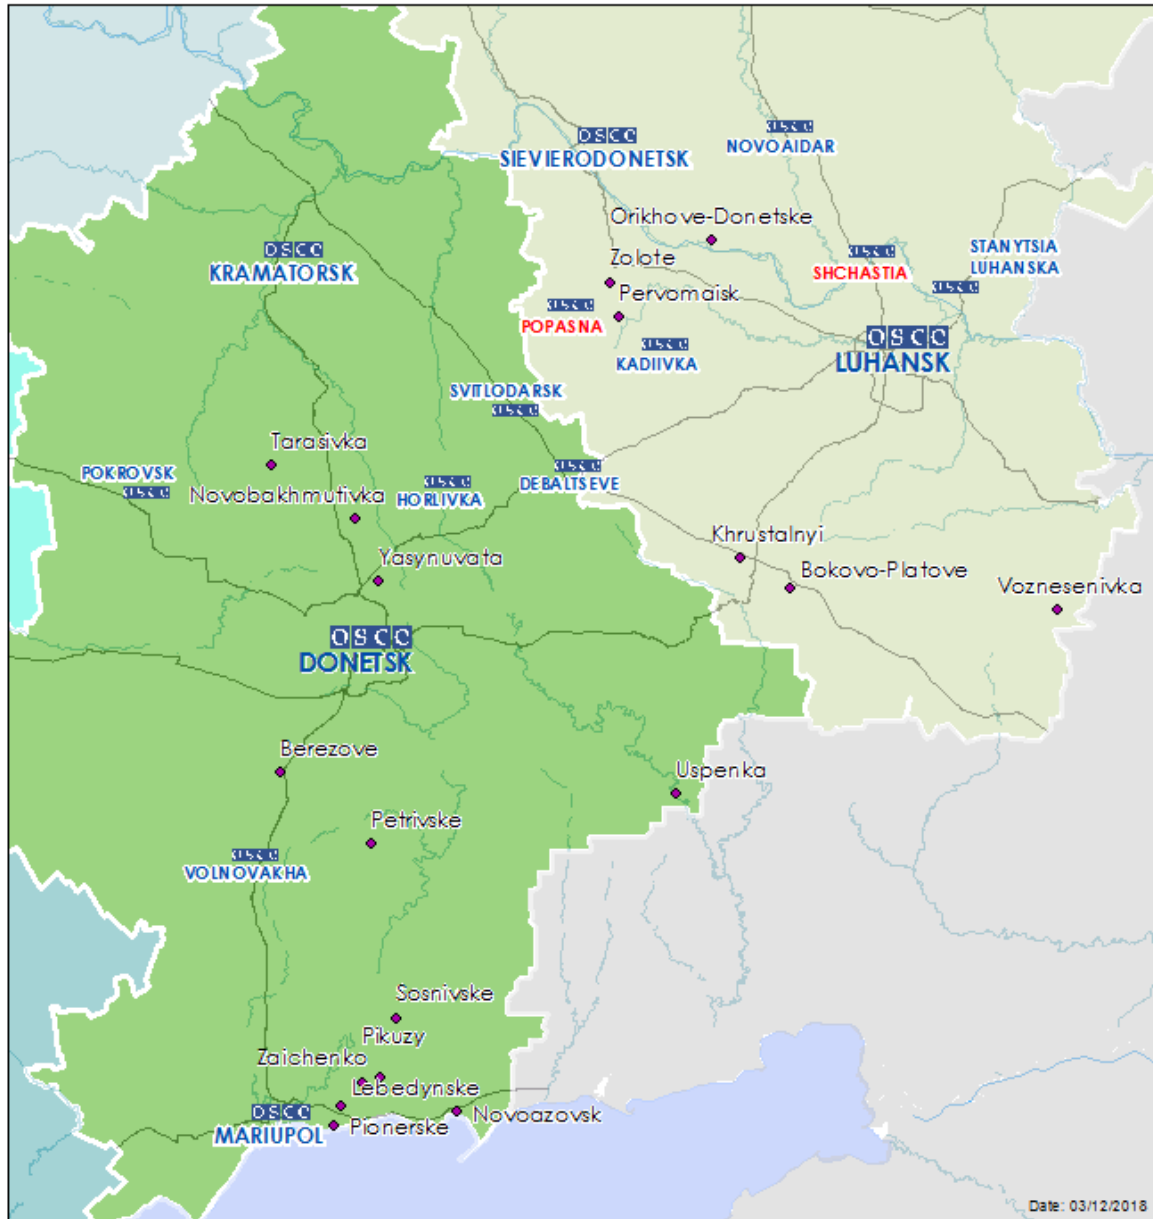 OSCE
NOVOAIDAR
OSCE
SIEVIERODONETSK
Orikhove-Donetske
OSCE
KRAMATORSK
Zolote
OSCE
SHCHASTIA
STANYTSIA
LUHANSKA
OSCE
Pervomaisk
OSCE
POPASNA
OSCE
KADIIVKA
OSCE
LUHANSK
SVITLODARSK
OSCE
Tarasivka
POKROVSK
OSCE
Novobakhmutivka
OSCE
HORLIVKA
OSCE
DEBALTSEVE
Khrustalnyi
Yasynuvata
Bokovo-Platove
Voznesenivka
OSCE
DONETSK
Berezove
Uspenka
Petrivske
OSCE
VOLNOVAKHA
Sosnivske
Pikuzy
Zaichenko
Lebedynske
OSCE
MARIUPOL
Pionerske
Novoazovsk
Date: 03/12/2018